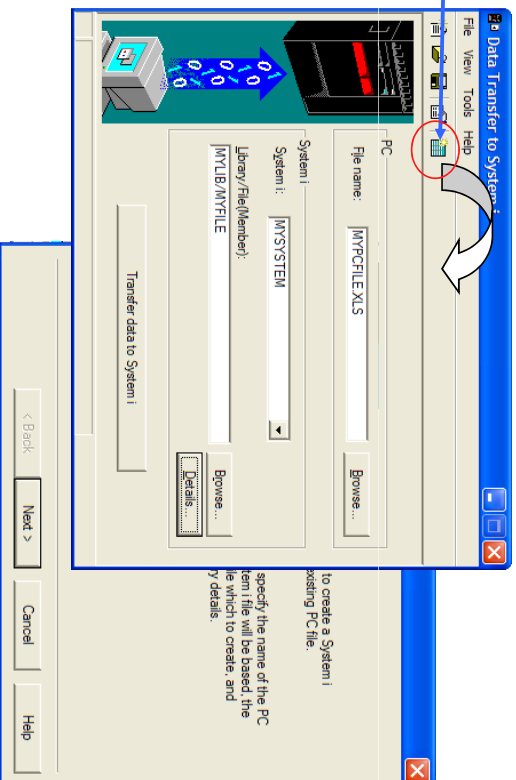 Data Transfer to System i
File View Tools Help
PC
File name:
MYPCFILE.XLS
Browse...
System i
System i:
MYSYSTEM
Library/File(Member):
MYLIB/MYFILE
Browse...
Details...
Transfer data to System i
to create a System i
existing PC file.
specify the name of the PC
tem i file will be based, the
ile which to create, and
ry details.
< Back
Next >
Cancel
Help